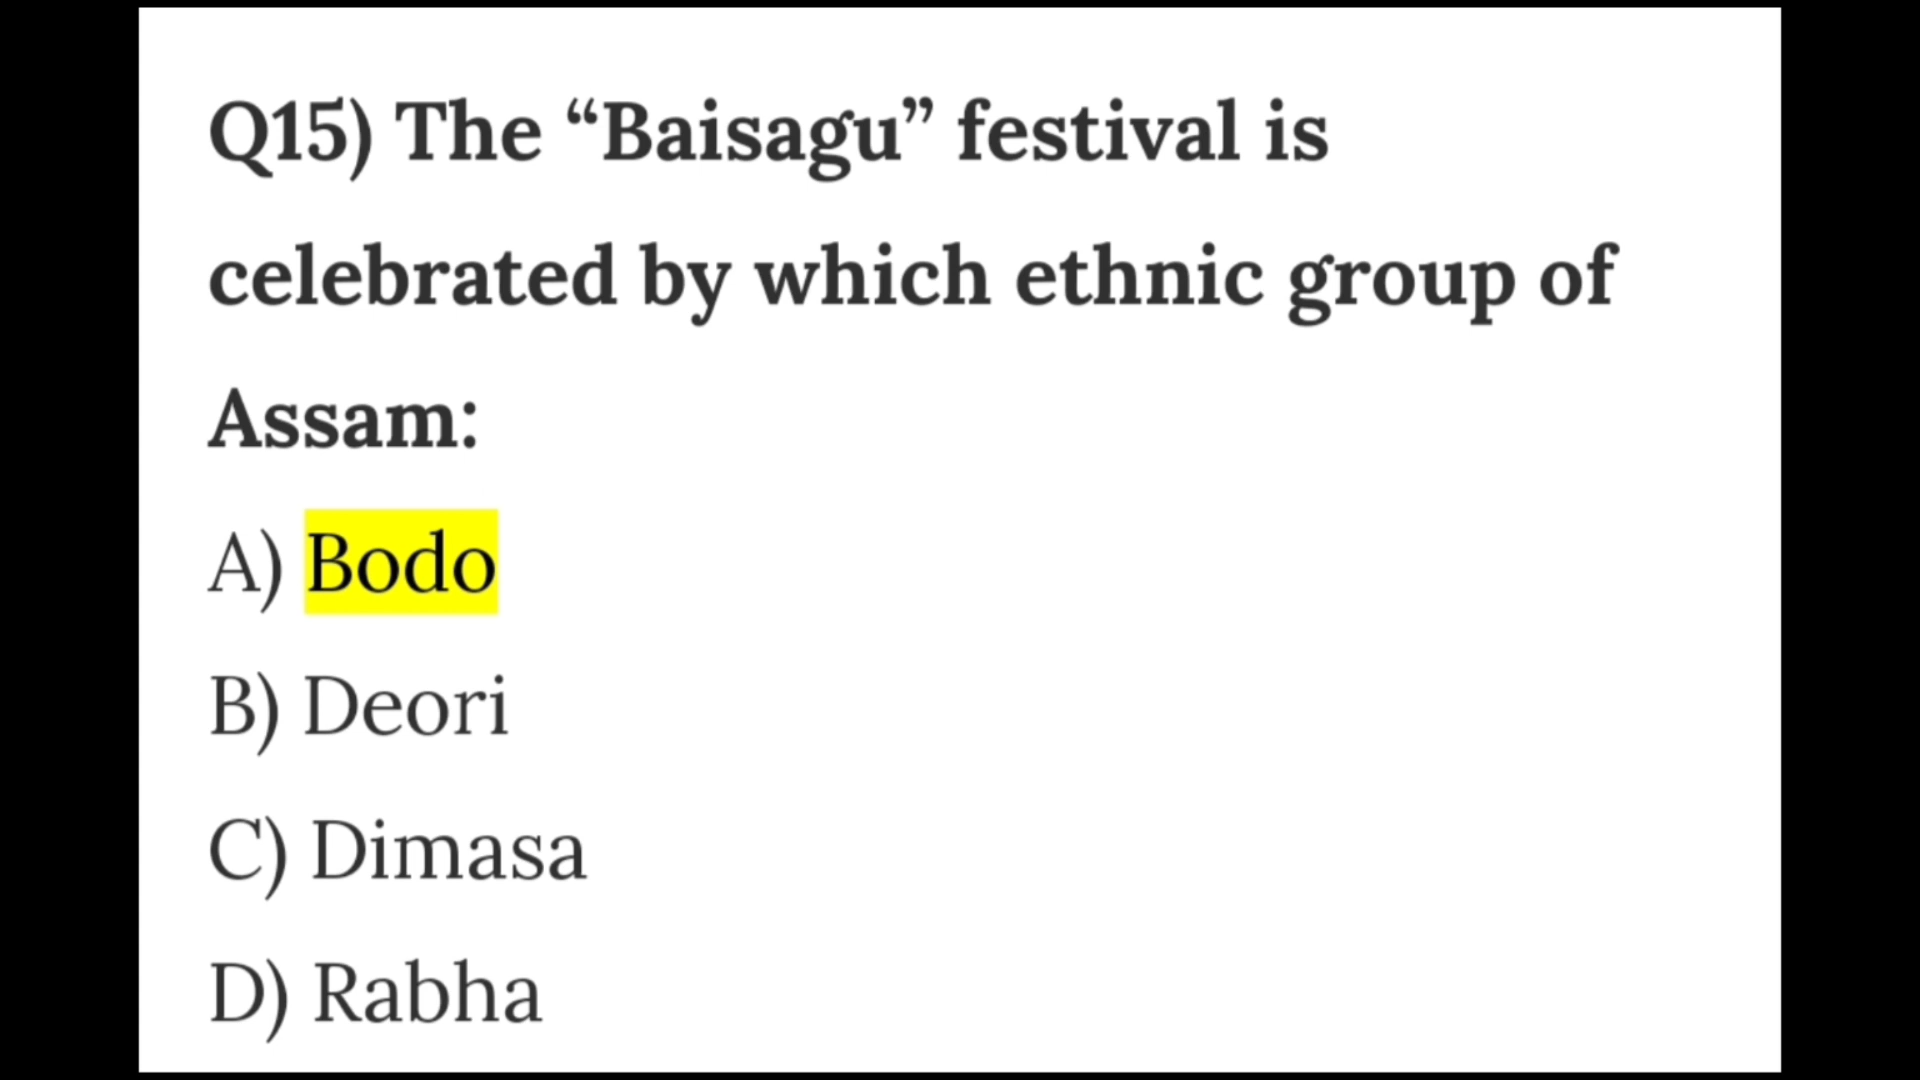 Q15) The “Baisagu” festival is
celebrated by which ethnic group of
Assam:
A) Bodo
B) Deori
C) Dimasa
D) Rabha